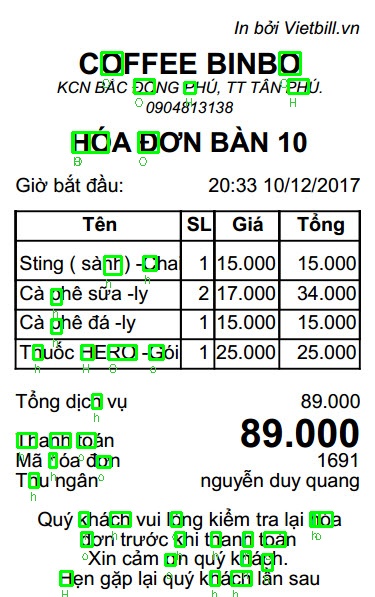 In bởi Vietbill.vn
COFFEE BINBO
KCN BẮC ĐỒNG PHÚ, TT TÂN PHÚ.
0904813138
HÓA ĐƠN BÀN 10
Giờ bắt đầu: 20:33 10/12/2017
Tên SL Giá Tổng
Sting ( sành) -Chai 1 15.000 15.000
Cà phê sữa -ly 2 17.000 34.000
Cà phê đá -ly 1 15.000 15.000
Thuốc HERO -Gói 1 25.000 25.000
Tổng dịch vụ 89.000
Thanh toán 89.000
Mã hóa đơn 1691
Thu ngân nguyễn duy quang
Quý khách vui lòng kiểm tra lại hóa
đơn trước khi thanh toán
Xin cảm ơn quý khách.
Hẹn gặp lại quý khách lần sau